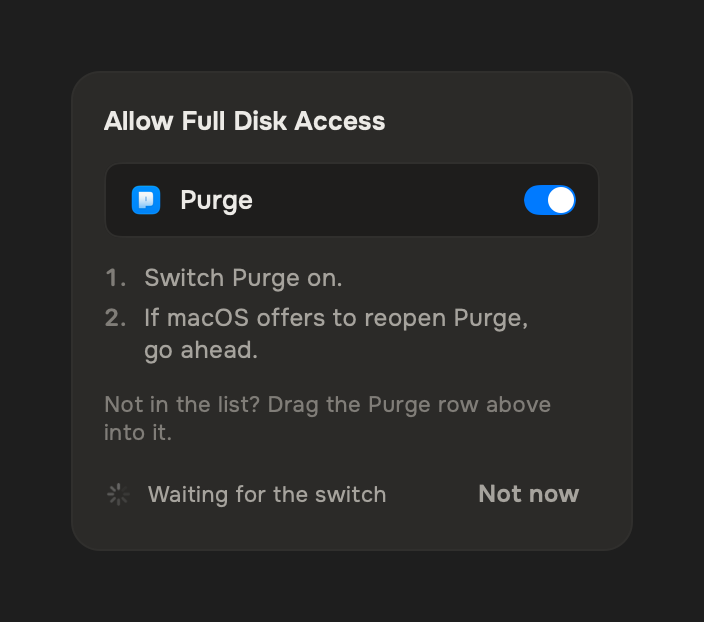 Allow Full Disk Access
Purge
1. Switch Purge on.
2. If macOS offers to reopen Purge,
go ahead.
Not in the list? Drag the Purge row above
into it.
Waiting for the switch
Not now